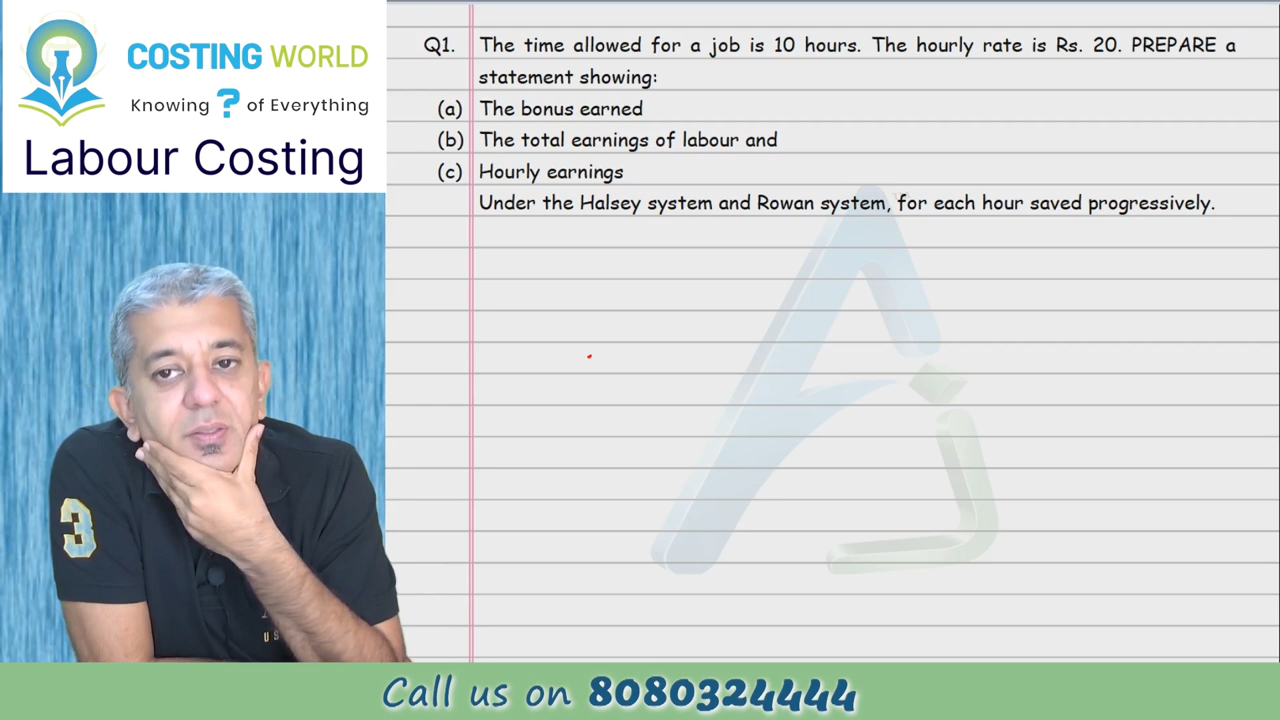 COSTING WORLD
Knowing ? of Everything
Labour Costing
Q1. The time allowed for a job is 10 hours. The hourly rate is Rs. 20. PREPARE a
statement showing:
(a) The bonus earned
(b) The total earnings of labour and
(c) Hourly earnings
Under the Halsey system and Rowan system, for each hour saved progressively.
3
US
Call us on 8080324444